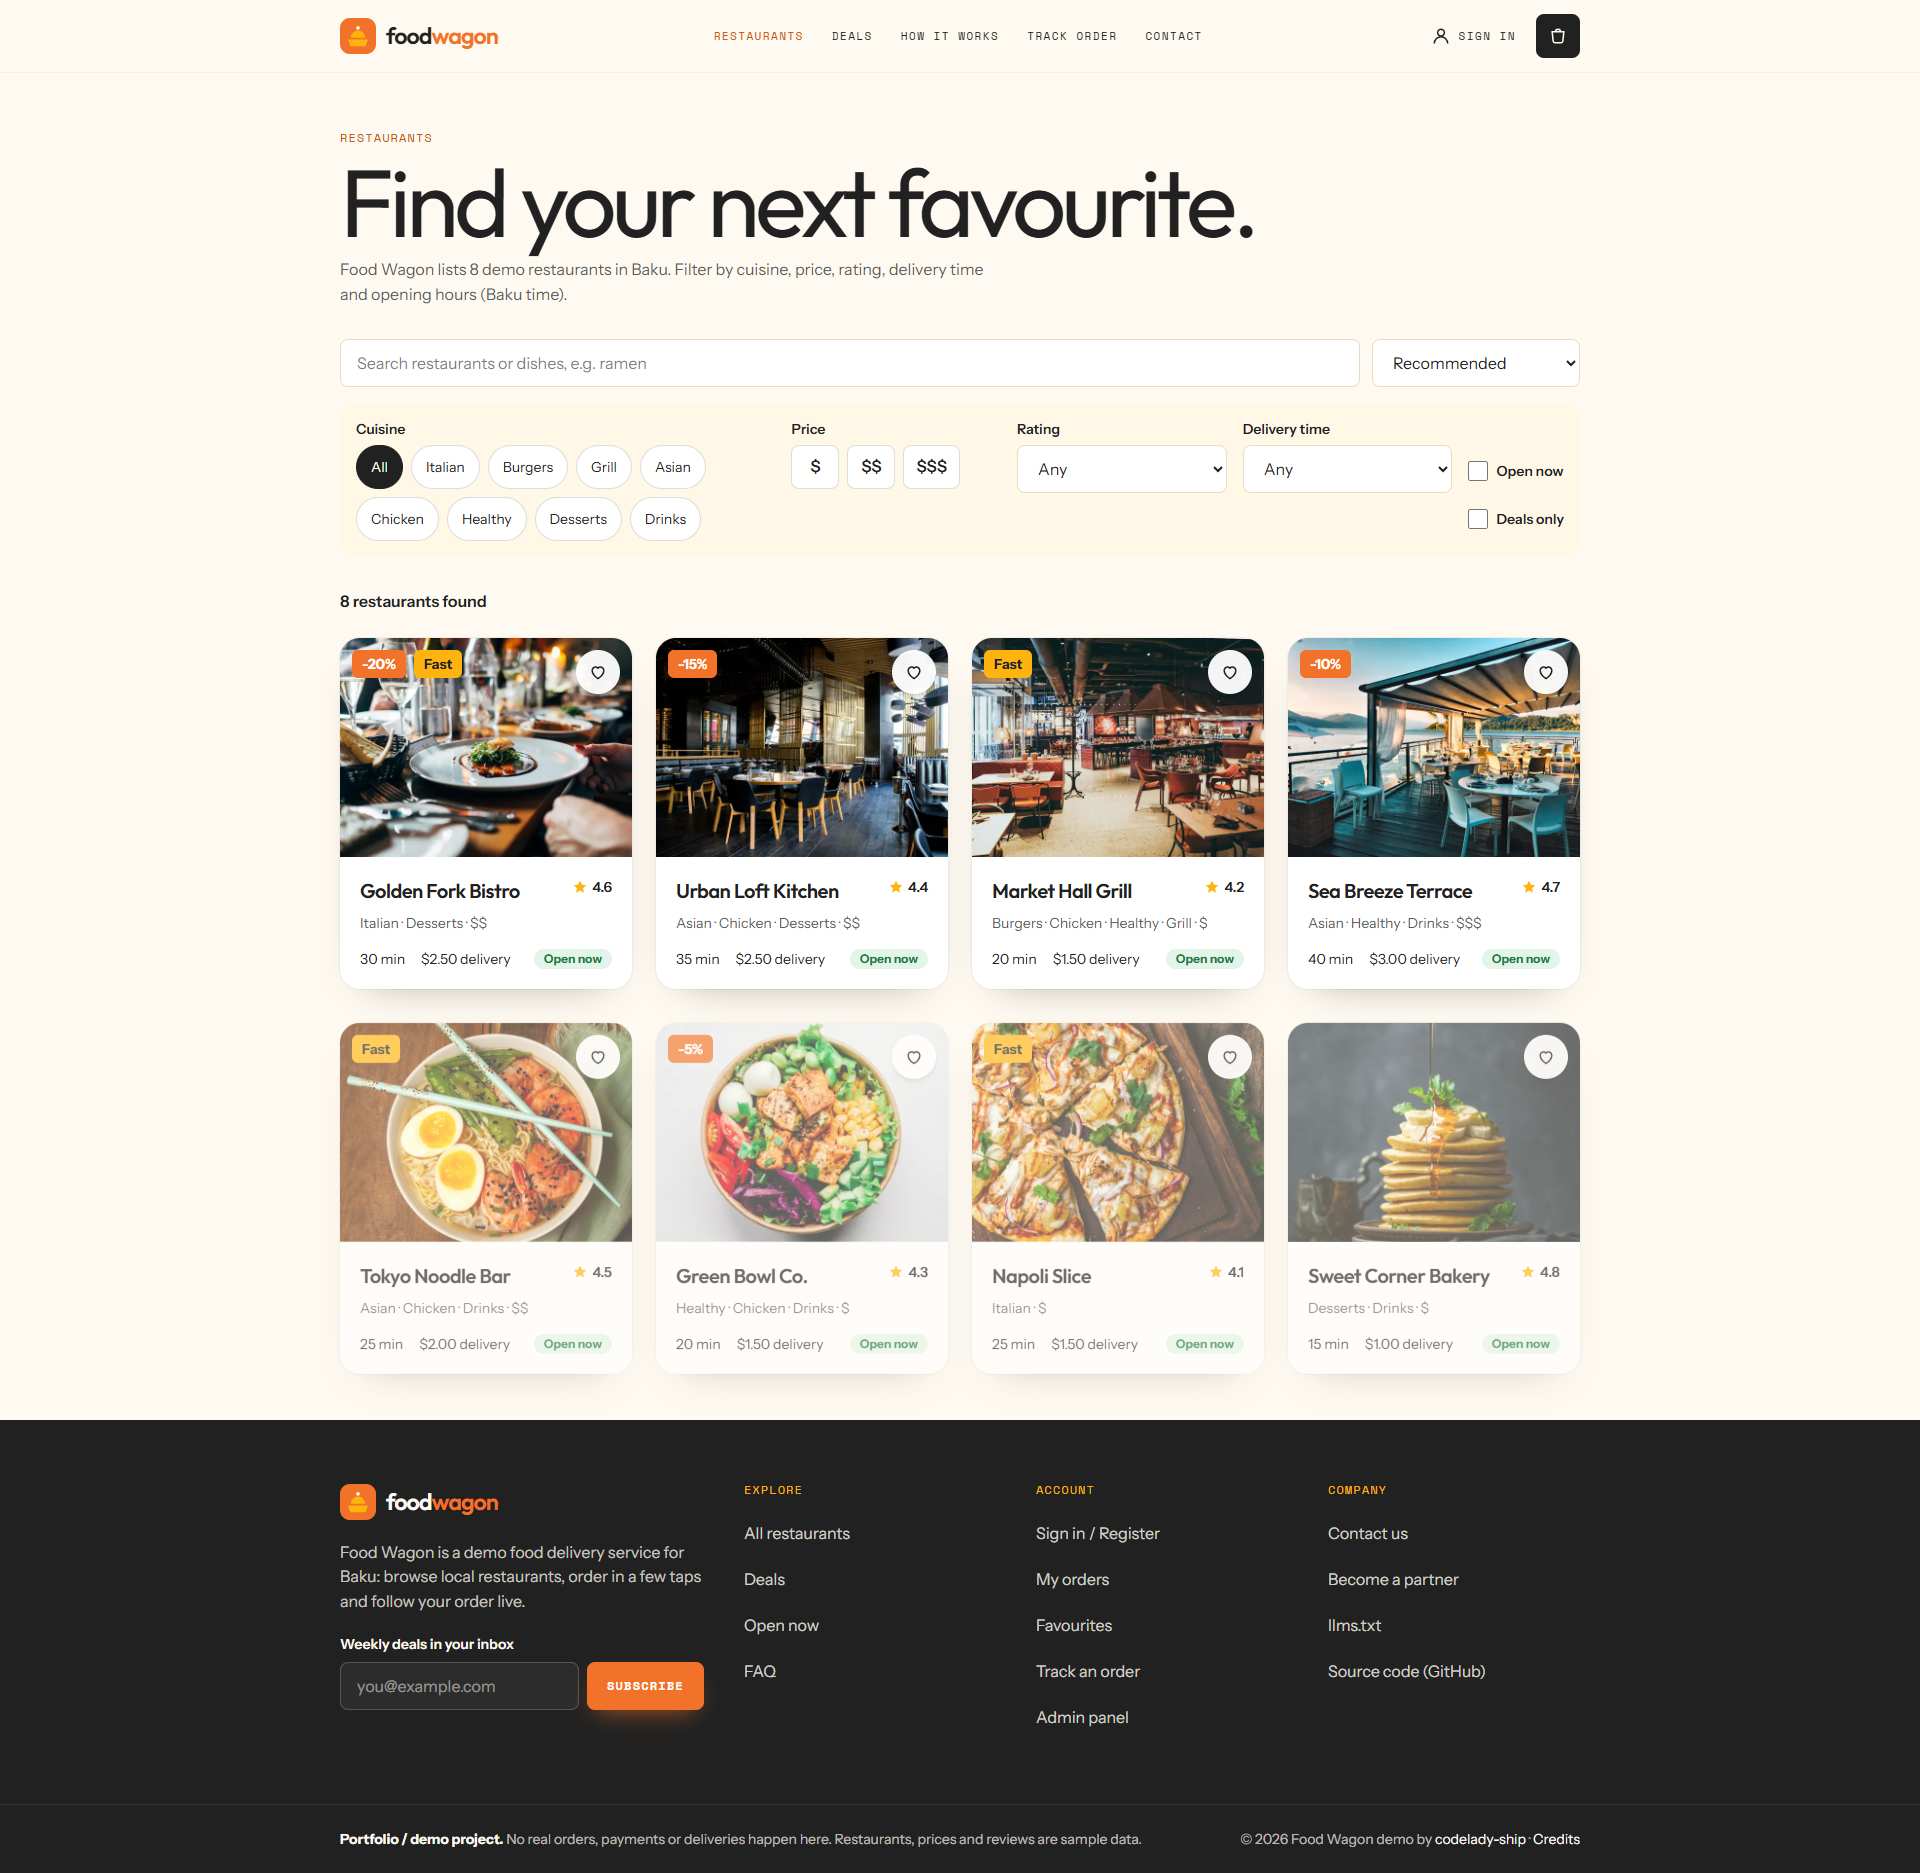 foodwagon
RESTAURANTS DEALS HOW IT WORKS TRACK ORDER CONTACT
SIGN IN
RESTAURANTS
Find your next favourite.
Food Wagon lists 8 demo restaurants in Baku. Filter by cuisine, price, rating, delivery time
and opening hours (Baku time).
Search restaurants or dishes, e.g. ramen
Recommended
Cuisine
All Italian Burgers Grill Asian
Chicken Healthy Desserts Drinks
Price
$ $$ $$$
Rating
Any
Delivery time
Any
Open now
Deals only
8 restaurants found
-20% Fast
Golden Fork Bistro 4.6
Italian · Desserts · $$
30 min $2.50 delivery Open now
-15%
Urban Loft Kitchen 4.4
Asian · Chicken · Desserts · $$
35 min $2.50 delivery Open now
Fast
Market Hall Grill 4.2
Burgers · Chicken · Healthy · Grill · $
20 min $1.50 delivery Open now
-10%
Sea Breeze Terrace 4.7
Asian · Healthy · Drinks · $$$
40 min $3.00 delivery Open now
Fast
Tokyo Noodle Bar 4.5
Asian · Chicken · Drinks · $$
25 min $2.00 delivery Open now
-5%
Green Bowl Co. 4.3
Healthy · Chicken · Drinks · $
20 min $1.50 delivery Open now
Fast
Napoli Slice 4.1
Italian · $
25 min $1.50 delivery Open now
Sweet Corner Bakery 4.8
Desserts · Drinks · $
15 min $1.00 delivery Open now
foodwagon
Food Wagon is a demo food delivery service for
Baku: browse local restaurants, order in a few taps
and follow your order live.
Weekly deals in your inbox
you@example.com
SUBSCRIBE
EXPLORE
All restaurants
Deals
Open now
FAQ
ACCOUNT
Sign in / Register
My orders
Favourites
Track an order
Admin panel
COMPANY
Contact us
Become a partner
llms.txt
Source code (GitHub)
Portfolio / demo project. No real orders, payments or deliveries happen here. Restaurants, prices and reviews are sample data.
© 2026 Food Wagon demo by codelady-ship · Credits